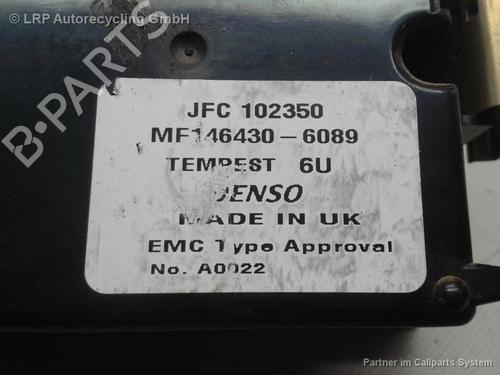 © LRP Autorecycling GmbH
JFC 102350
MF146430-6089
TEMPEST 6U
DENSO
MADE IN UK
EMC Type Approval
No. A0022
Partner im Callparts System